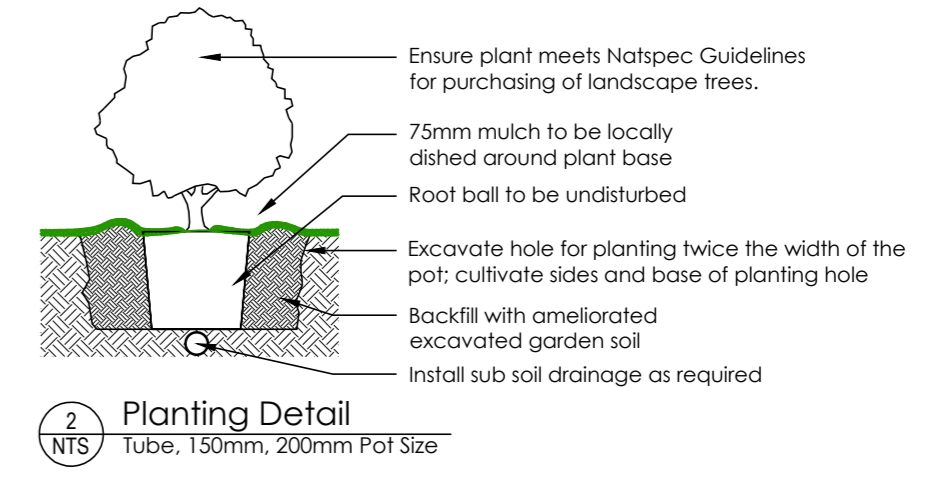 Ensure plant meets Natspec Guidelines
for purchasing of landscape trees.
75mm mulch to be locally
dished around plant base
Root ball to be undisturbed
Excavate hole for planting twice the width of the
pot; cultivate sides and base of planting hole
Backfill with ameliorated
excavated garden soil
Install sub soil drainage as required
2
NTS
Planting Detail
Tube, 150mm, 200mm Pot Size